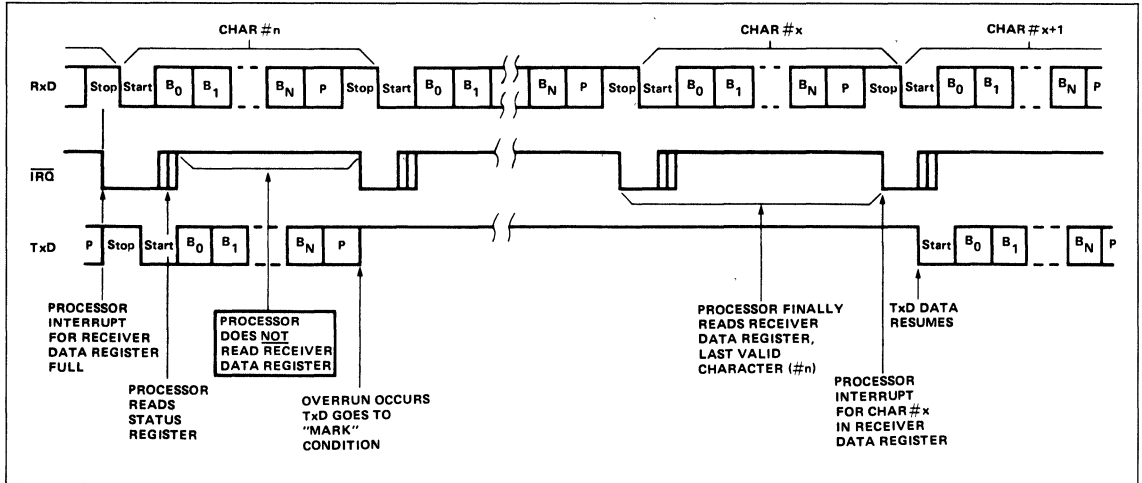 CHAR #n
CHAR #x
CHAR #x+1
RxD
Stop Start B0 B1 BN P Stop Start B0 B1 BN P Stop Start B0 B1 BN P Stop Start B0 B1 BN P
IRQ
TxD
P Stop Start B0 B1 BN P Start B0 B1 BN P
PROCESSOR
INTERRUPT
FOR RECEIVER
DATA REGISTER
FULL
PROCESSOR
READS
STATUS
REGISTER
PROCESSOR
DOES NOT
READ RECEIVER
DATA REGISTER
OVERRUN OCCURS
TxD GOES TO
"MARK"
CONDITION
PROCESSOR FINALLY
READS RECEIVER
DATA REGISTER,
LAST VALID
CHARACTER (#n)
PROCESSOR
INTERRUPT
FOR CHAR #x
IN RECEIVER
DATA REGISTER
TxD DATA
RESUMES